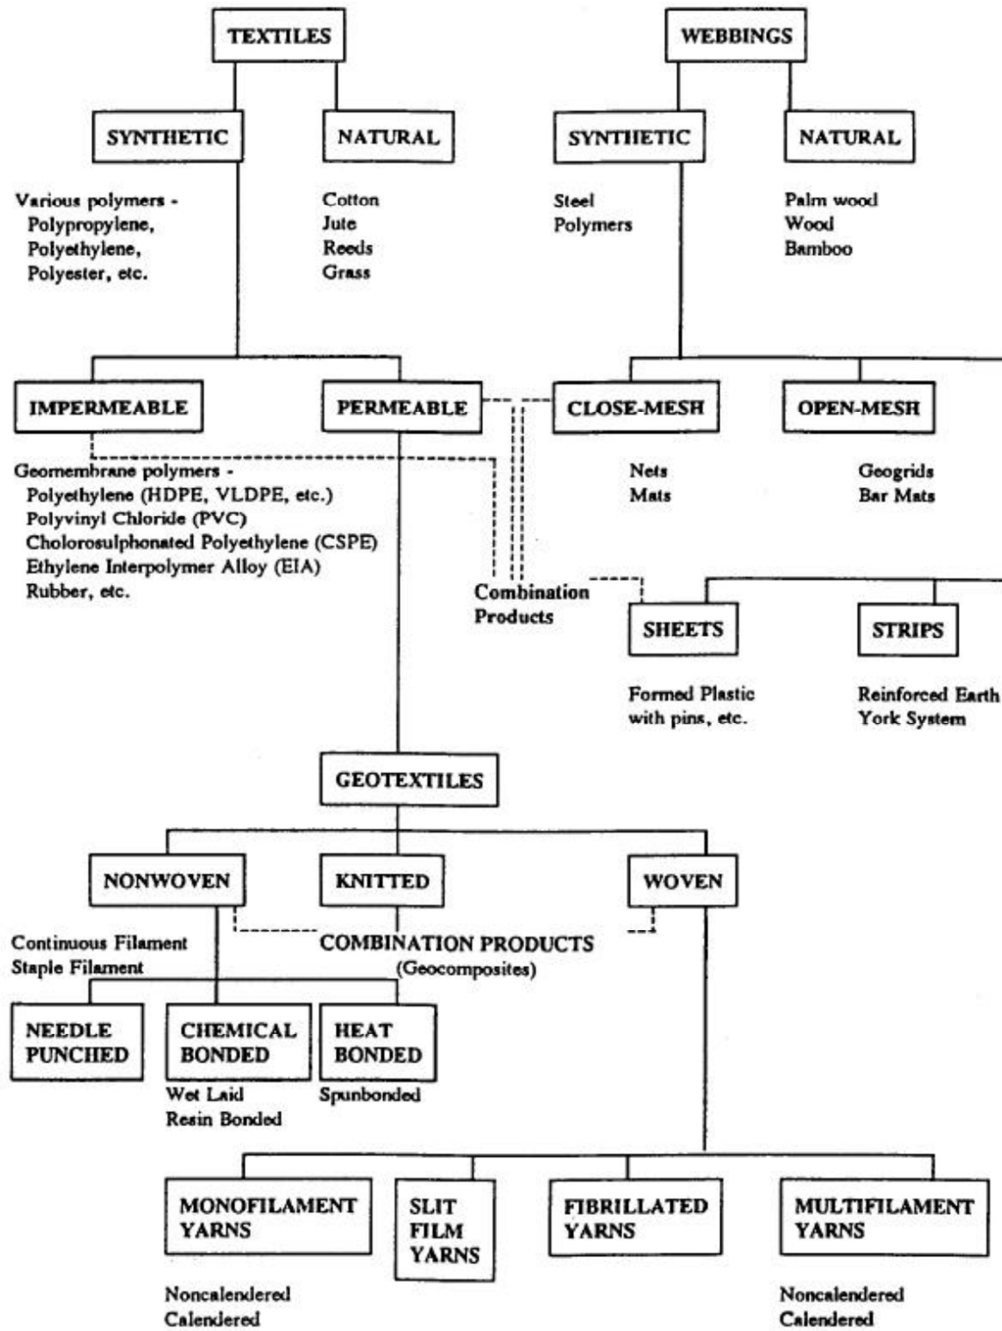 TEXTILES
WEBBINGS
SYNTHETIC
NATURAL
SYNTHETIC
NATURAL
Various polymers -
Polypropylene,
Polyethylene,
Polyester, etc.
Cotton
Jute
Reeds
Grass
Steel
Polymers
Palm wood
Wood
Bamboo
IMPERMEABLE
PERMEABLE
CLOSE-MESH
OPEN-MESH
Geomembrane polymers -
Polyethylene (HDPE, VLDPE, etc.)
Polyvinyl Chloride (PVC)
Cholorosulphonated Polyethylene (CSPE)
Ethylene Interpolymer Alloy (EIA)
Rubber, etc.
Nets
Mats
Geogrids
Bar Mats
Combination
Products
SHEETS
STRIPS
Formed Plastic
with pins, etc.
Reinforced Earth
York System
GEOTEXTILES
NONWOVEN
KNITTED
WOVEN
Continuous Filament
Staple Filament
COMBINATION PRODUCTS
(Geocomposites)
NEEDLE
PUNCHED
CHEMICAL
BONDED
HEAT
BONDED
Wet Laid
Resin Bonded
Spunbonded
MONOFILAMENT
YARNS
SLIT
FILM
YARNS
FIBRILLATED
YARNS
MULTIFILAMENT
YARNS
Noncalendered
Calendered
Noncalendered
Calendered